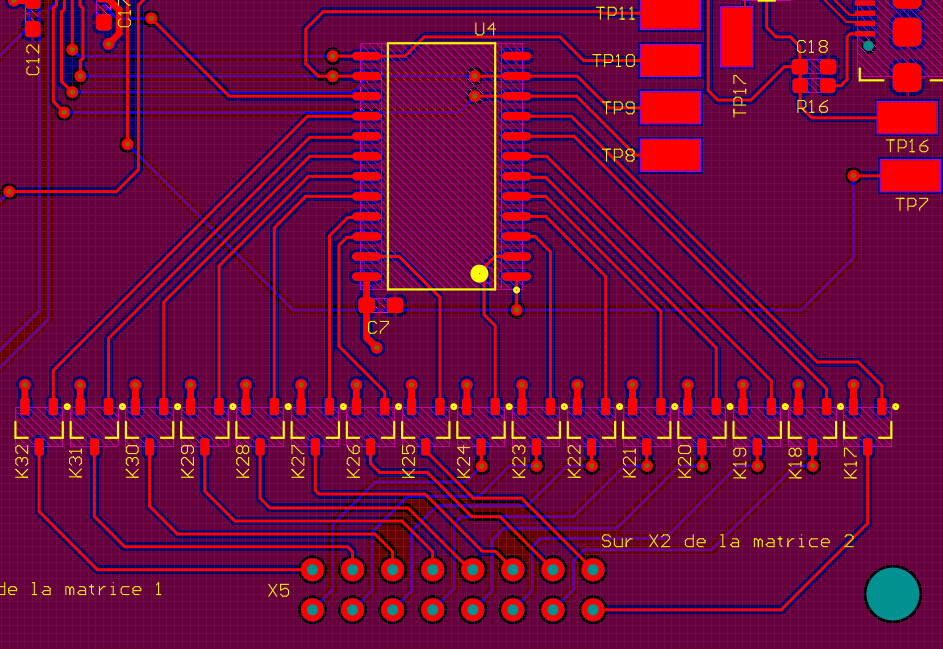 C12
C17
TP11
U4
TP10
TP17
C18
TP9
R16
TP8
TP16
TP7
C7
K32
K31
K30
K29
K28
K27
K26
K25
K24
K23
K22
K21
K20
K19
K18
K17
Sur X2 de la matrice 2
de la matrice 1
X5